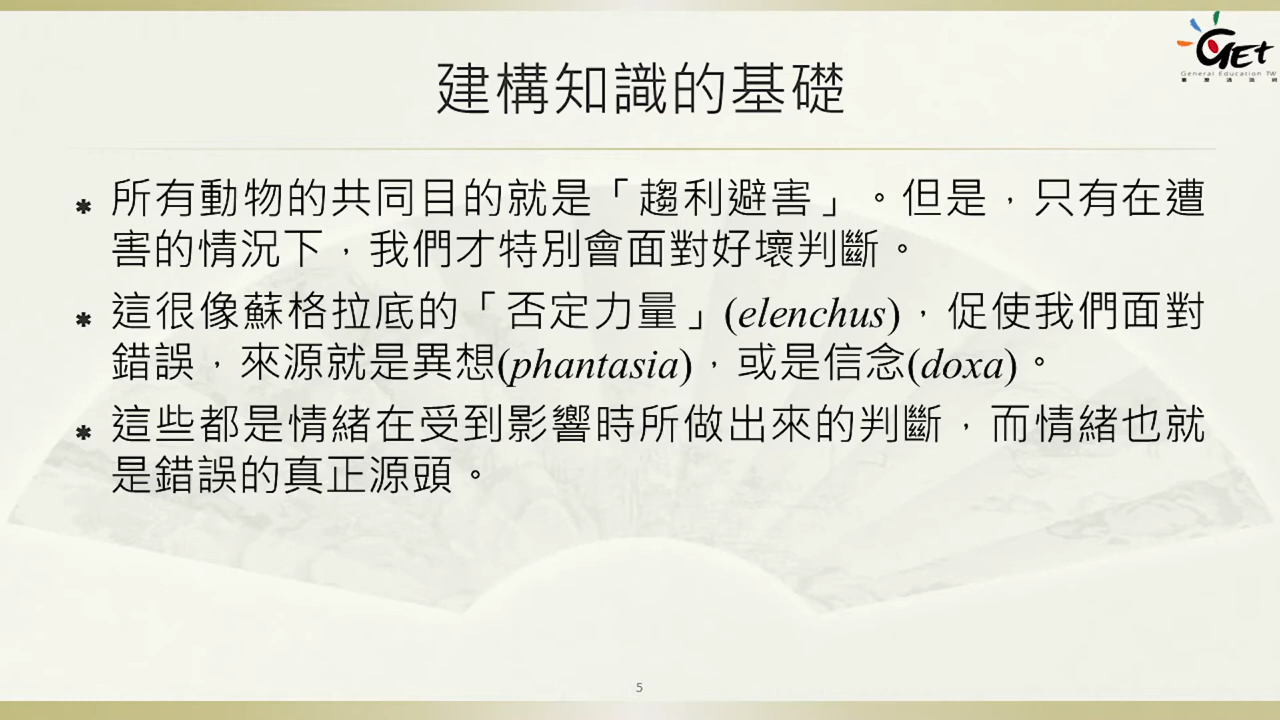 GET
General Education TW
建構知識的基礎
所有動物的共同目的就是「趨利避害」。但是，只有在遭
害的情況下，我們才特別會面對好壞判斷。
這很像蘇格拉底的「否定力量」(elenchus)，促使我們面對
錯誤，來源就是異想(phantasia)，或是信念(doxa)。
這些都是情緒在受到影響時所做出來的判斷，而情緒也就
是錯誤的真正源頭。
5